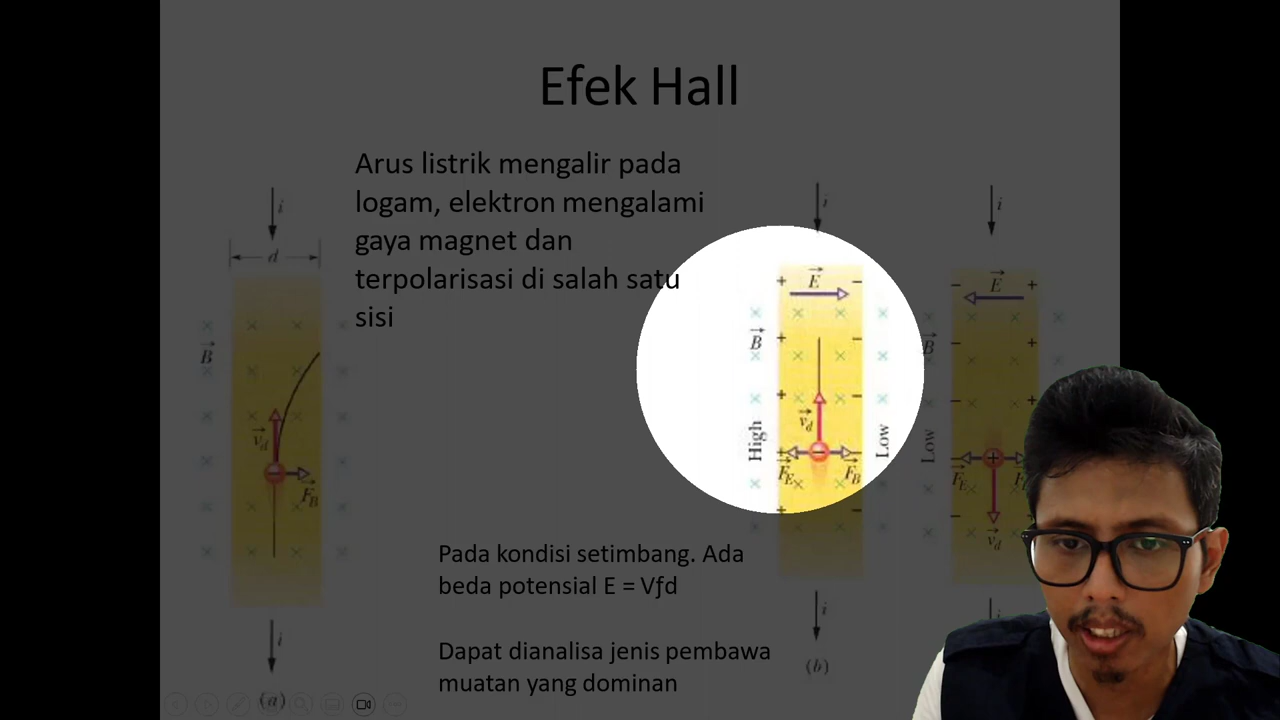 Efek Hall
Arus listrik mengalir pada
logam, elektron mengalami
gaya magnet dan
terpolarisasi di salah satu
sisi
i
d
B
v_d
F_B
i
(a)
i
E
+ −
B
+ −
+ −
High
v_d
Low
F_E
F_B
+ −
i
(b)
i
E
− +
B
− +
− +
Low
F_E
v_d
i
Pada kondisi setimbang. Ada
beda potensial E = Vfd
Dapat dianalisa jenis pembawa
muatan yang dominan